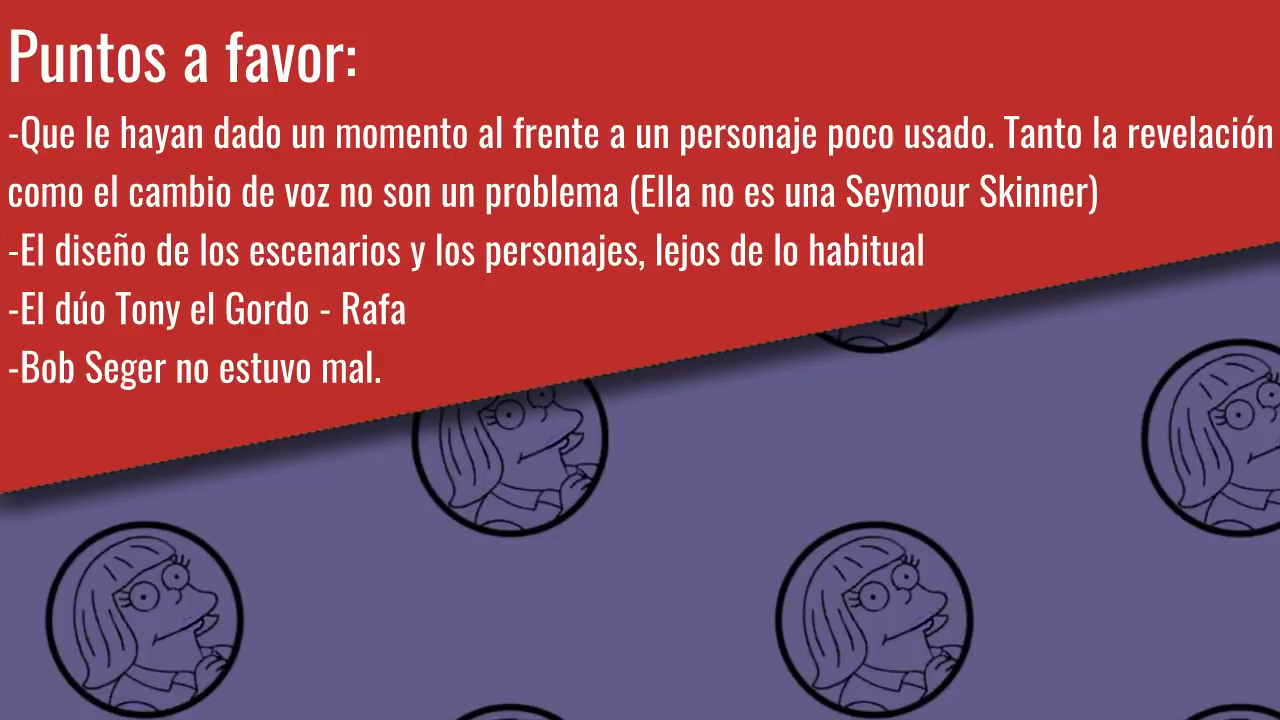 Puntos a favor:
-Que le hayan dado un momento al frente a un personaje poco usado. Tanto la revelación
como el cambio de voz no son un problema (Ella no es una Seymour Skinner)
-El diseño de los escenarios y los personajes, lejos de lo habitual
-El dúo Tony el Gordo - Rafa
-Bob Seger no estuvo mal.